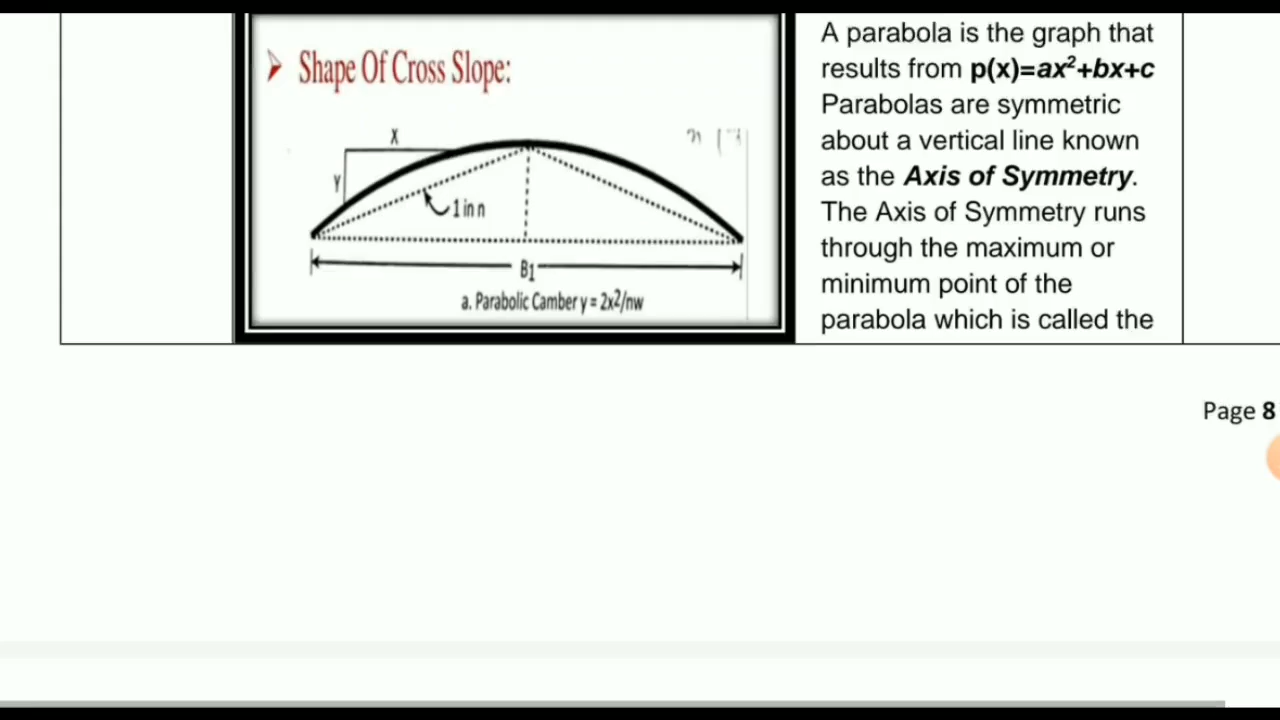 Shape Of Cross Slope:
X
Y
1 in n
B1
a. Parabolic Camber y = 2x2/nw
A parabola is the graph that
results from p(x)=ax²+bx+c
Parabolas are symmetric
about a vertical line known
as the Axis of Symmetry.
The Axis of Symmetry runs
through the maximum or
minimum point of the
parabola which is called the
Page 8